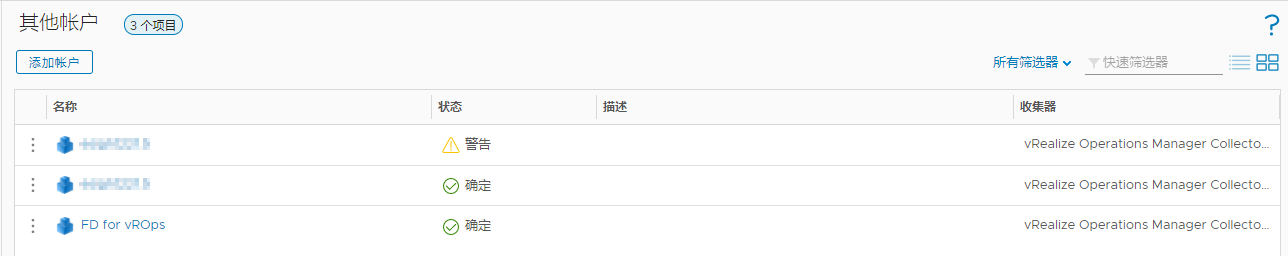 其他帐户 3 个项目
?
添加帐户 所有筛选器 快速筛选器
名称 状态 描述 收集器
警告 vRealize Operations Manager Collecto...
确定 vRealize Operations Manager Collecto...
FD for vROps 确定 vRealize Operations Manager Collecto...